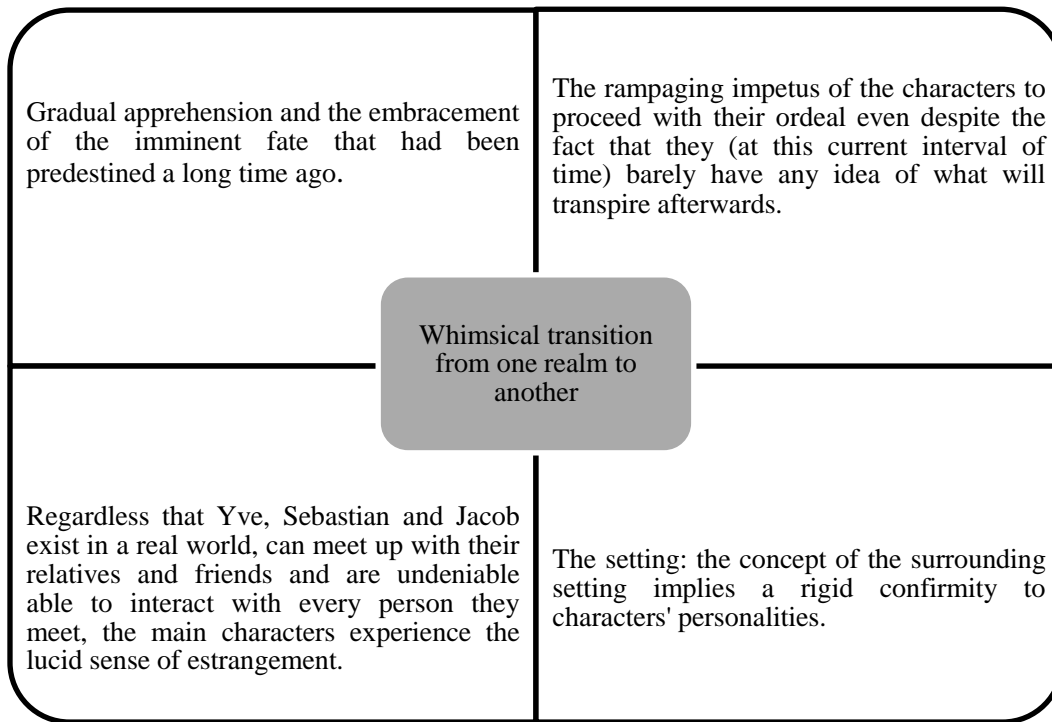 Gradual apprehension and the embracement
of the imminent fate that had been
predestined a long time ago.
The rampaging impetus of the characters to
proceed with their ordeal even despite the
fact that they (at this current interval of
time) barely have any idea of what will
transpire afterwards.
Whimsical transition
from one realm to
another
Regardless that Yve, Sebastian and Jacob
exist in a real world, can meet up with their
relatives and friends and are undeniable
able to interact with every person they
meet, the main characters experience the
lucid sense of estrangement.
The setting: the concept of the surrounding
setting implies a rigid confirmity to
characters' personalities.